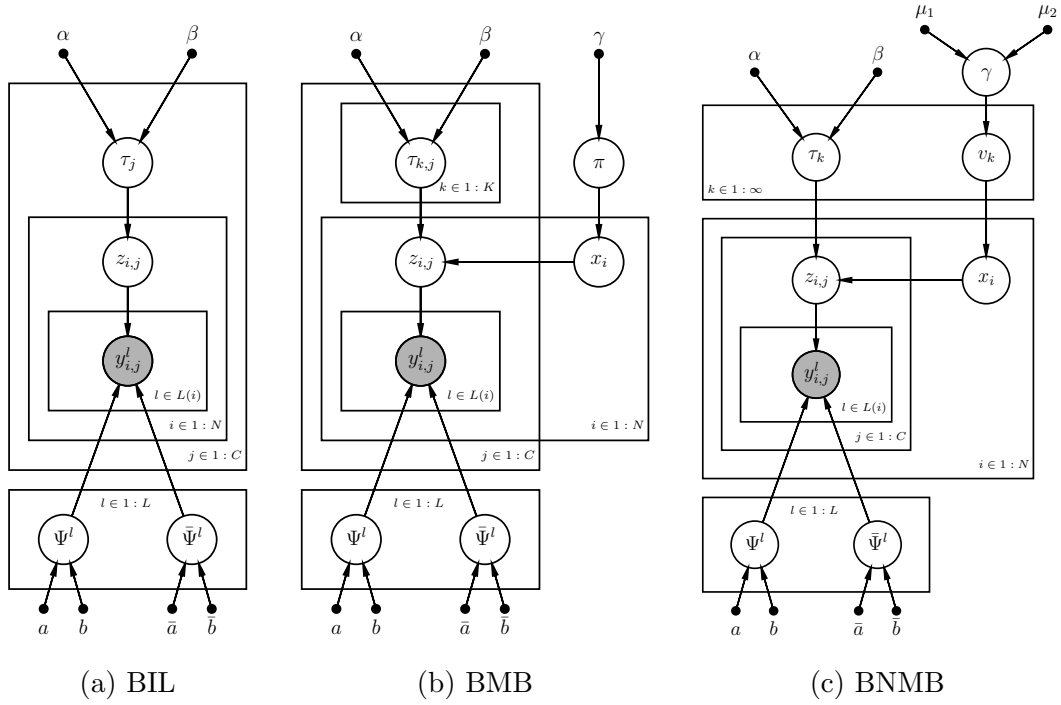 α β
τ_j
z_{i,j}
y^l_{i,j}
l ∈ L(i)
i ∈ 1 : N
j ∈ 1 : C
l ∈ 1 : L
Ψ^l Ψ̄^l
a b ā b̄
(a) BIL
α β γ
τ_{k,j} π
k ∈ 1 : K
z_{i,j} x_i
y^l_{i,j}
l ∈ L(i)
i ∈ 1 : N
j ∈ 1 : C
l ∈ 1 : L
Ψ^l Ψ̄^l
a b ā b̄
(b) BMB
μ_1 μ_2
α β γ
τ_k v_k
k ∈ 1 : ∞
z_{i,j} x_i
y^l_{i,j}
l ∈ L(i)
j ∈ 1 : C
i ∈ 1 : N
l ∈ 1 : L
Ψ^l Ψ̄^l
a b ā b̄
(c) BNMB